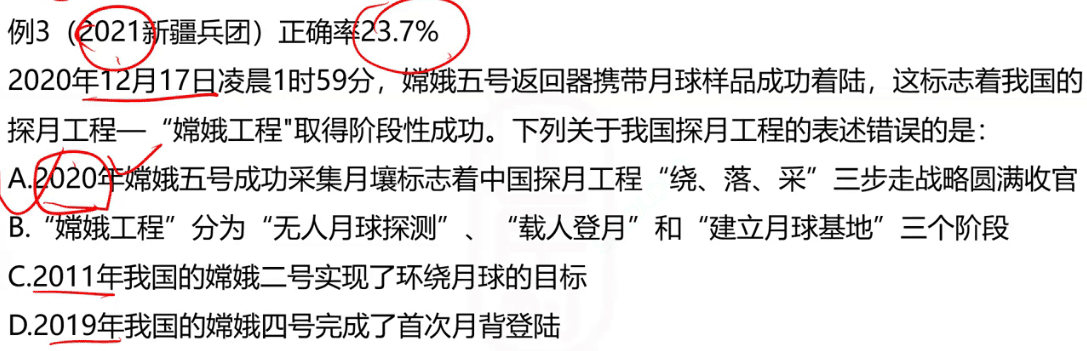 例3（2021新疆兵团）正确率23.7%
2020年12月17日凌晨1时59分，嫦娥五号返回器携带月球样品成功着陆，这标志着我国的
探月工程—“嫦娥工程"取得阶段性成功。下列关于我国探月工程的表述错误的是：
A.2020年嫦娥五号成功采集月壤标志着中国探月工程“绕、落、采”三步走战略圆满收官
B.“嫦娥工程”分为“无人月球探测”、 “载人登月”和“建立月球基地”三个阶段
C.2011年我国的嫦娥二号实现了环绕月球的目标
D.2019年我国的嫦娥四号完成了首次月背登陆